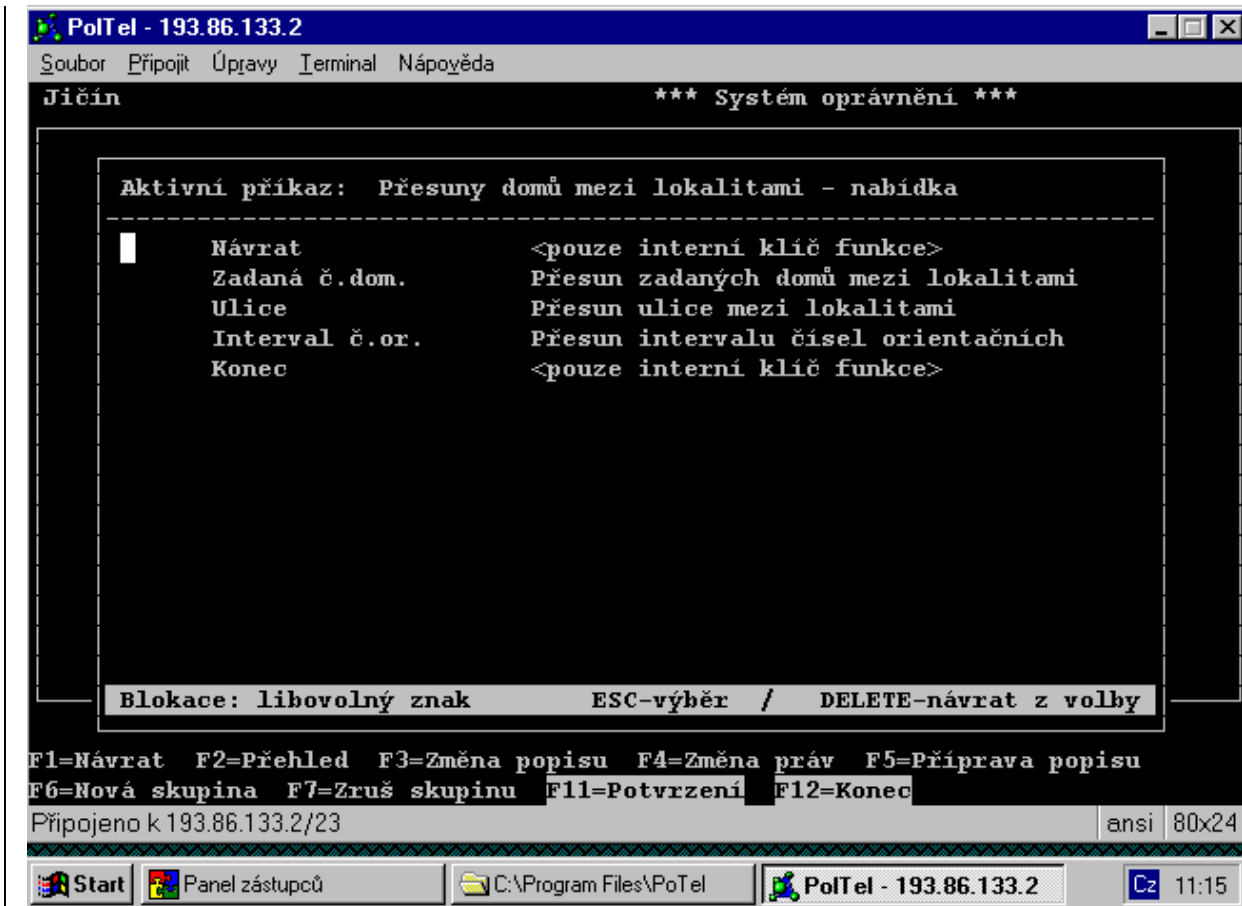 PolTel - 193.86.133.2
Soubor Připojit Úpravy Terminal Nápověda
Jičín *** Systém oprávnění ***
Aktivní příkaz: Přesuny domů mezi lokalitami - nabídka
Návrat <pouze interní klíč funkce>
Zadaná č.dom. Přesun zadaných domů mezi lokalitami
Ulice Přesun ulice mezi lokalitami
Interval č.or. Přesun intervalu čísel orientačních
Konec <pouze interní klíč funkce>
Blokace: libovolný znak ESC-výběr / DELETE-návrat z volby
F1=Návrat F2=Přehled F3=Změna popisu F4=Změna práv F5=Příprava popisu
F6=Nová skupina F7=Zruš skupinu F11=Potvrzení F12=Konec
Připojeno k 193.86.133.2/23 ansi 80x24
Start Panel zástupců C:\Program Files\PoTel PolTel - 193.86.133.2 Cz 11:15